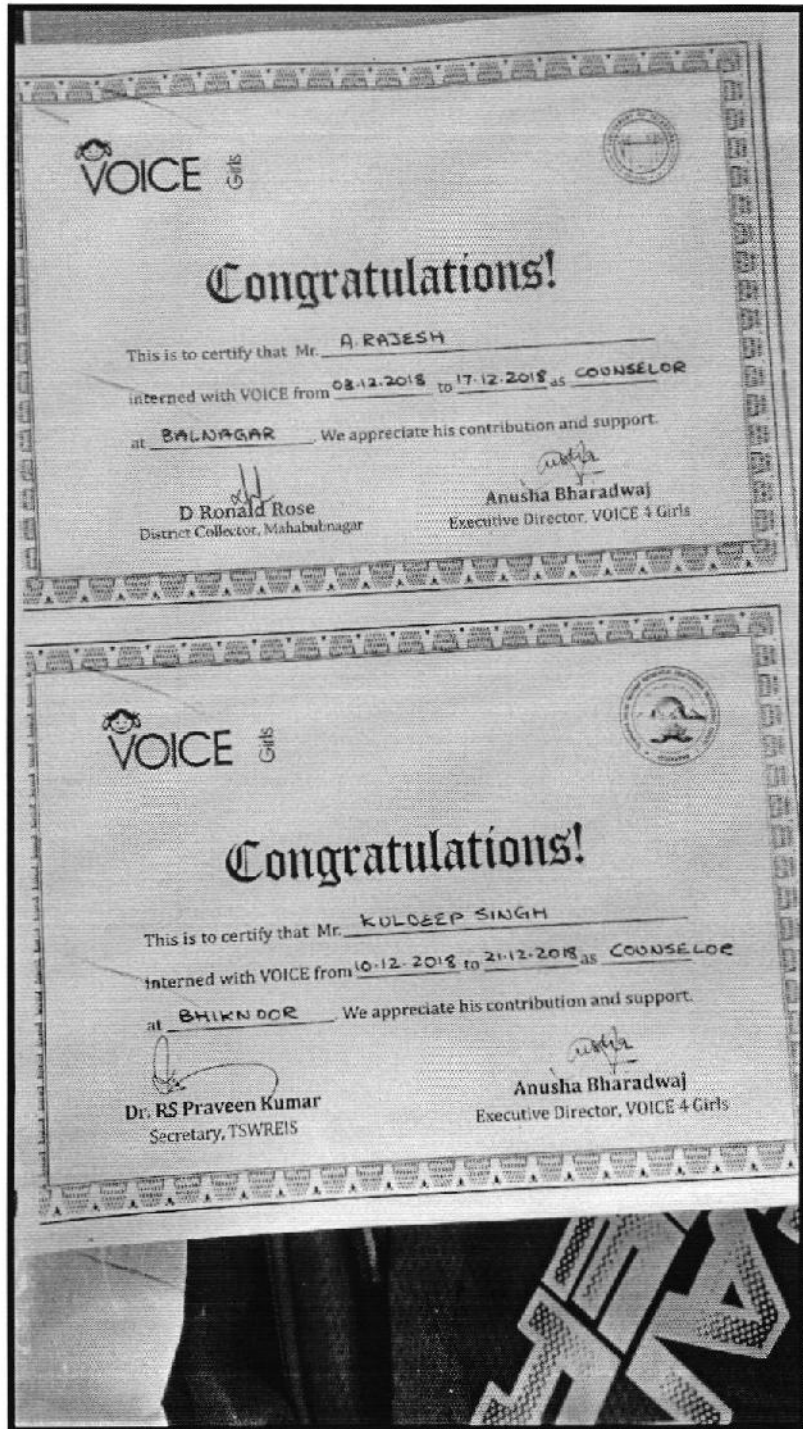 VOICE Girls
Congratulations!
This is to certify that Mr. A. RAJESH
interned with VOICE from 08.12.2018 to 17.12.2018 as COUNSELOR
at BALNAGAR. We appreciate his contribution and support.
D Ronald Rose Anusha Bharadwaj
District Collector, Mahabubnagar Executive Director, VOICE 4 Girls
VOICE Girls
Congratulations!
This is to certify that Mr. KULDEEP SINGH
interned with VOICE from 10.12.2018 to 21.12.2018 as COUNSELOR
at BHIKNOOR. We appreciate his contribution and support.
Dr. RS Praveen Kumar Anusha Bharadwaj
Secretary, TSWREIS Executive Director, VOICE 4 Girls